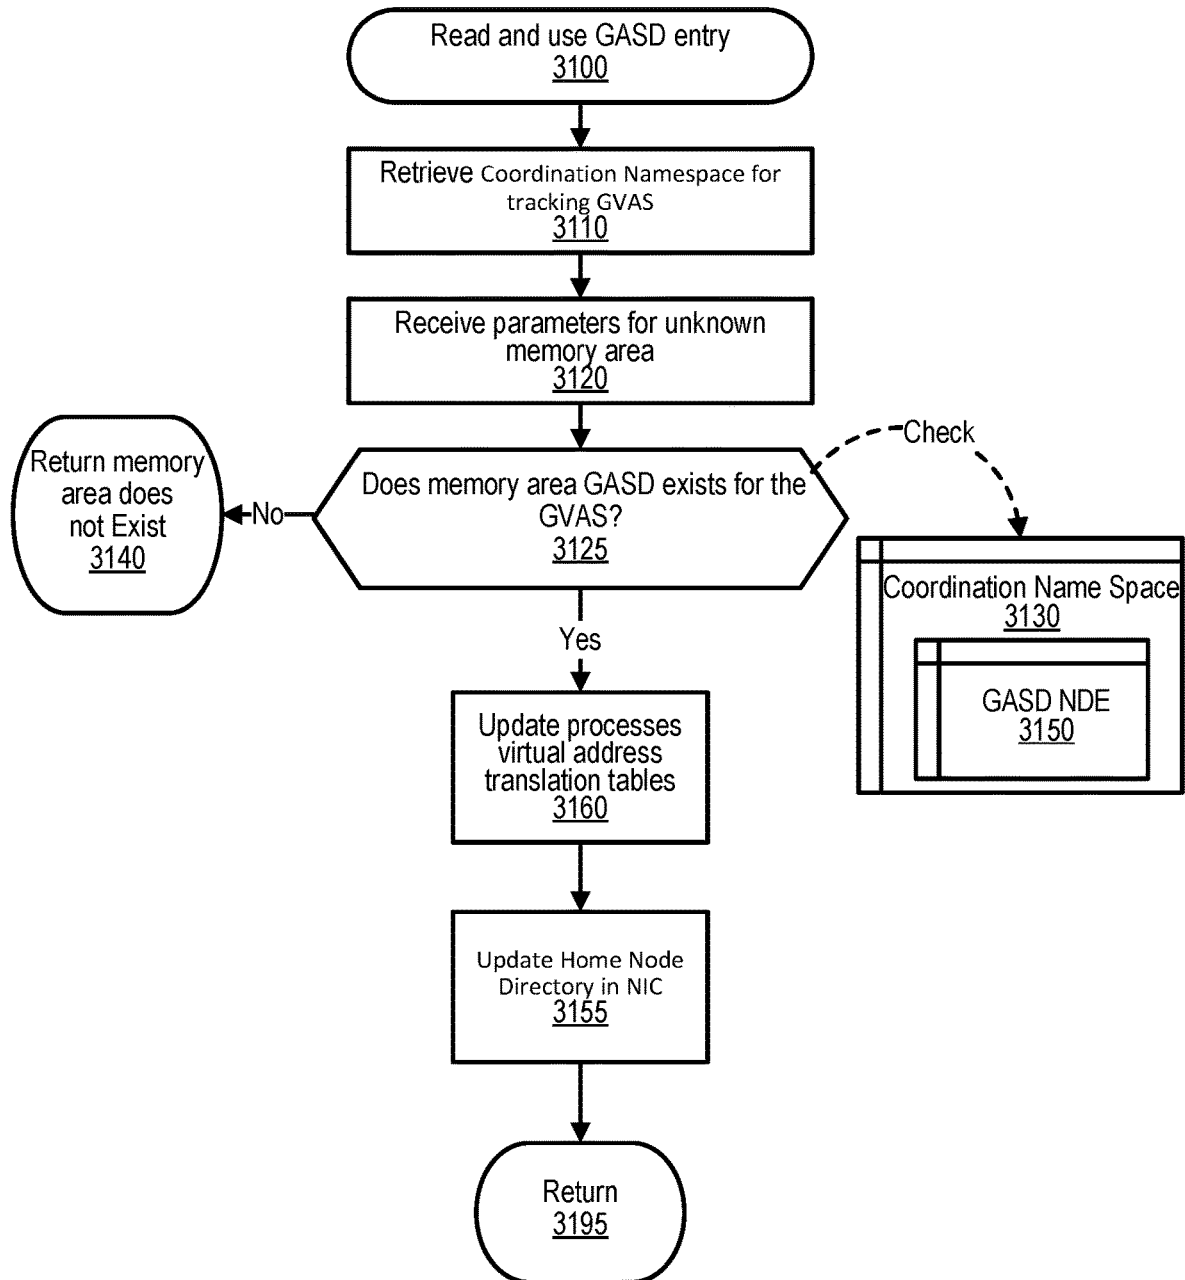 Read and use GASD entry
3100
Retrieve Coordination Namespace for
tracking GVAS
3110
Receive parameters for unknown
memory area
3120
Check
Return memory
area does
not Exist
3140
No
Does memory area GASD exists for the
GVAS?
3125
Coordination Name Space
3130
GASD NDE
3150
Yes
Update processes
virtual address
translation tables
3160
Update Home Node
Directory in NIC
3155
Return
3195